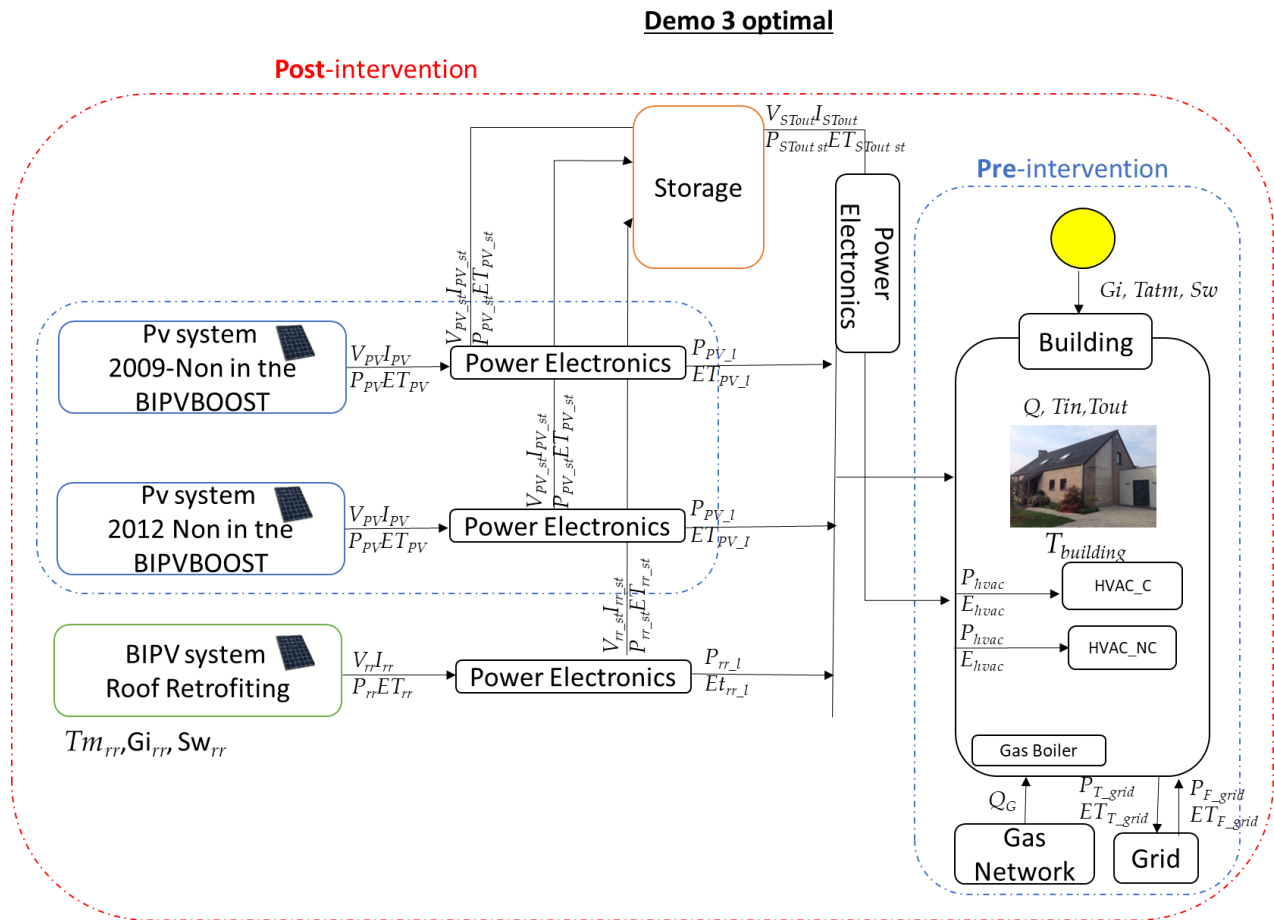 Demo 3 optimal
Post-intervention
V_STout I_STout
P_STout st ET_STout st
Storage
Pre-intervention
Power
Electronics
Gi, Tatm, Sw
V_PV_st I_PV_st
P_PV_st ET_PV_st
Building
Pv system
2009-Non in the
BIPVBOOST
V_PV I_PV
P_PV ET_PV
Power Electronics
P_PV_l
ET_PV_l
Q, Tin,Tout
V_PV_st I_PV_st
P_PV_st ET_PV_st
Pv system
2012 Non in the
BIPVBOOST
V_PV I_PV
P_PV ET_PV
Power Electronics
P_PV_l
ET_PV_I
T_building
P_hvac
E_hvac
HVAC_C
P_hvac
E_hvac
HVAC_NC
V_rr_st I_rr_st
P_rr_st ET_rr_st
BIPV system
Roof Retrofiting
V_rr I_rr
P_rr ET_rr
Power Electronics
P_rr_l
Et_rr_l
Tm_rr,Gi_rr, Sw_rr
Gas Boiler
Q_G
P_T_grid
ET_T_grid
P_F_grid
ET_F_grid
Gas
Network
Grid